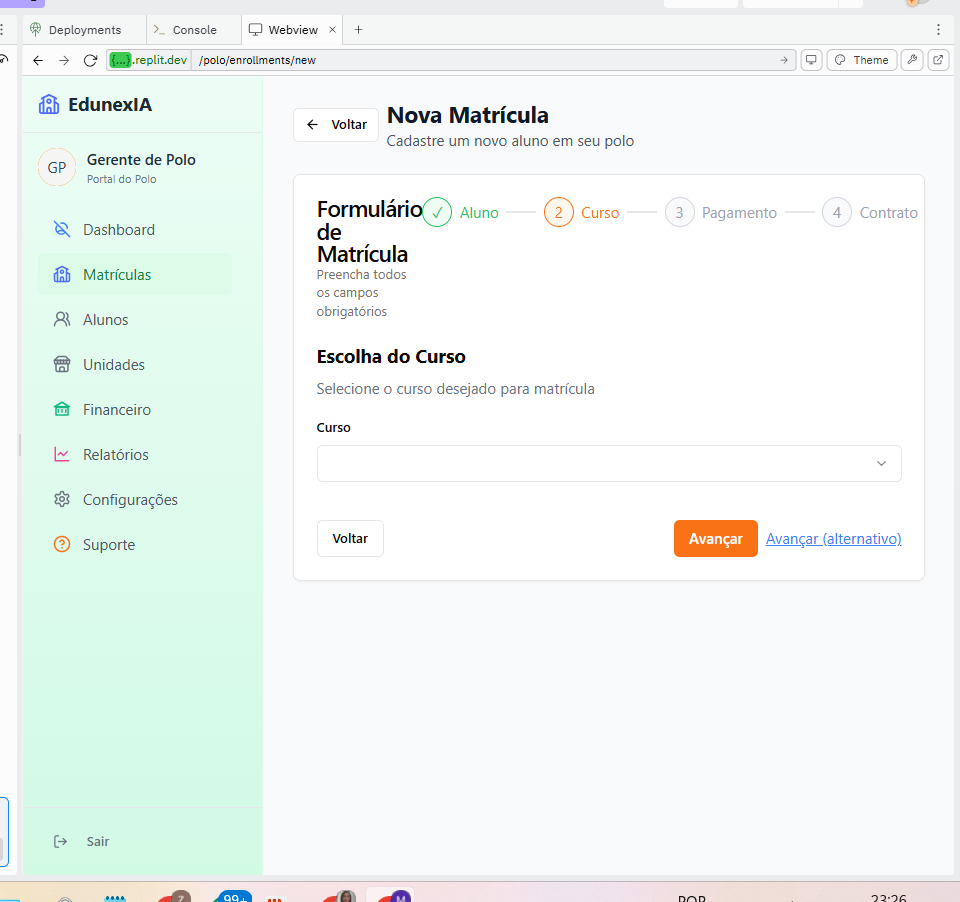 Deployments
Console
Webview
{...}.replit.dev
/polo/enrollments/new
Theme
EdunexIA
GP
Gerente de Polo
Portal do Polo
Dashboard
Matrículas
Alunos
Unidades
Financeiro
Relatórios
Configurações
Suporte
Sair
Voltar
Nova Matrícula
Cadastre um novo aluno em seu polo
Formulário
de
Matrícula
Preencha todos
os campos
obrigatórios
✓ Aluno
2 Curso
3 Pagamento
4 Contrato
Escolha do Curso
Selecione o curso desejado para matrícula
Curso
Voltar
Avançar
Avançar (alternativo)
Z
99+
M
POR
23:26